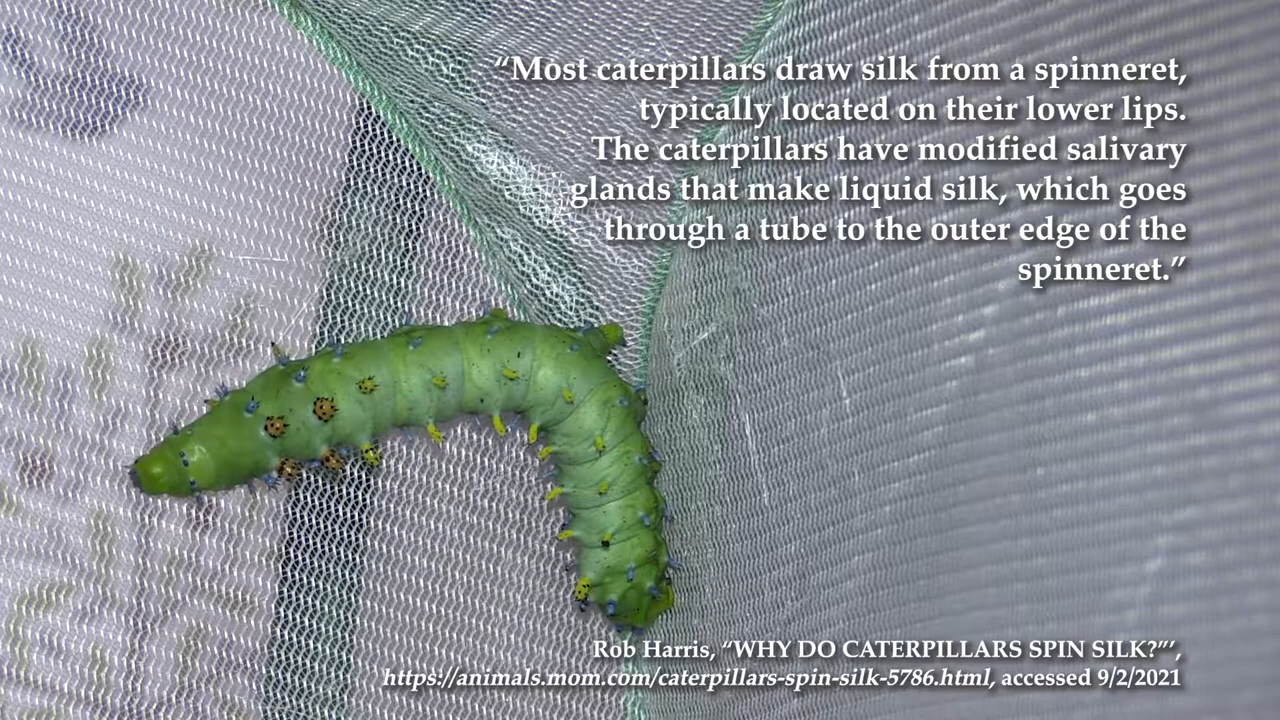 “Most caterpillars draw silk from a spinneret,
typically located on their lower lips.
The caterpillars have modified salivary
glands that make liquid silk, which goes
through a tube to the outer edge of the
spinneret.”
Rob Harris, “WHY DO CATERPILLARS SPIN SILK?”’,
https://animals.mom.com/caterpillars-spin-silk-5786.html, accessed 9/2/2021